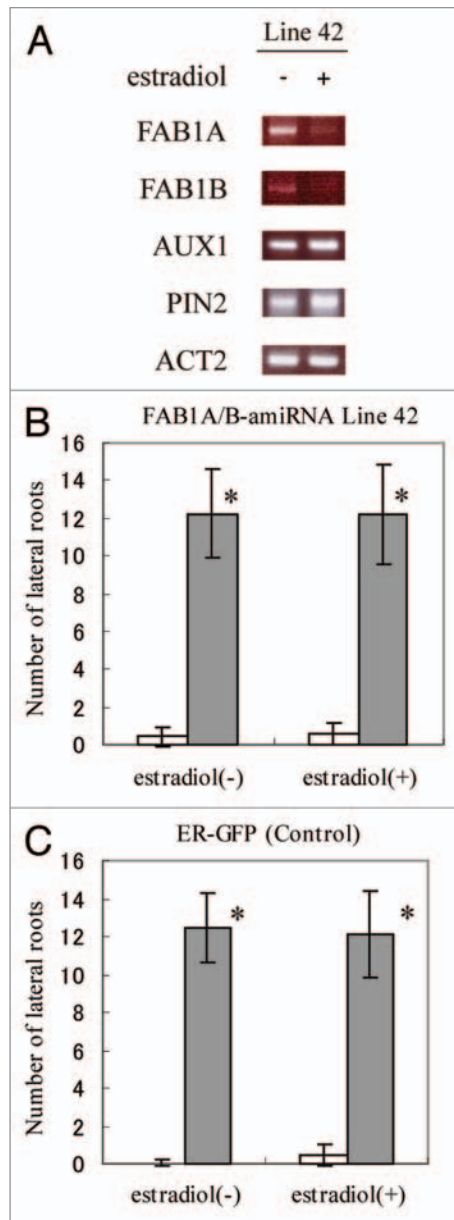 A
Line 42
estradiol - +
FAB1A
FAB1B
AUX1
PIN2
ACT2
B
FAB1A/B-amiRNA Line 42
Number of lateral roots
16
14
12
10
8
6
4
2
0
* *
estradiol(-) estradiol(+)
C
ER-GFP (Control)
Number of lateral roots
16
14
12
10
8
6
4
2
0
* *
estradiol(-) estradiol(+)